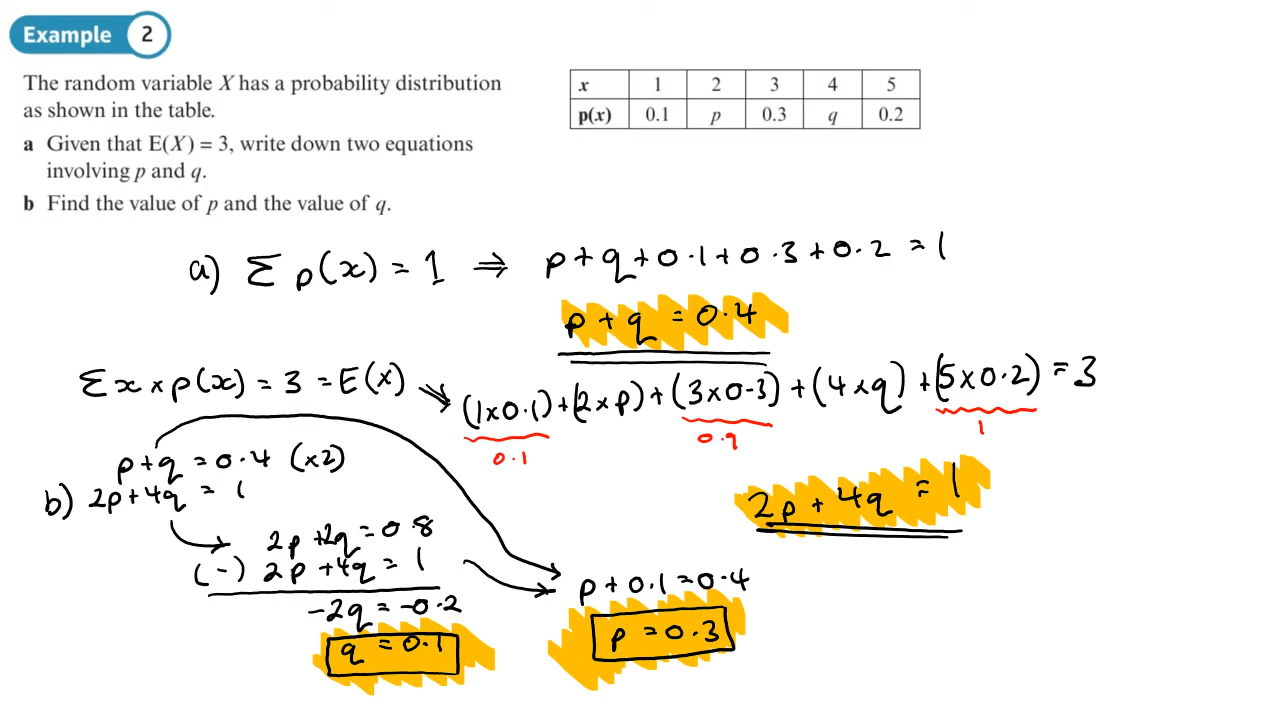 Example 2
The random variable X has a probability distribution
as shown in the table.
a Given that E(X) = 3, write down two equations
involving p and q.
b Find the value of p and the value of q.
x 1 2 3 4 5
p(x) 0.1 p 0.3 q 0.2
a) Σ p(x) = 1 ⇒ p+q+0.1+0.3+0.2 = 1
p+q = 0.4
Σx×p(x) = 3 = E(x) ⇒ (1×0.1)+(2×p)+(3×0.3)+(4×q)+(5×0.2) = 3
0.1 0.9 1
2p+4q = 1
b) p+q = 0.4 (×2)
2p+4q = 1
2p+2q = 0.8
(-) 2p+4q = 1
-2q = -0.2
q = 0.1
p+0.1 = 0.4
p = 0.3